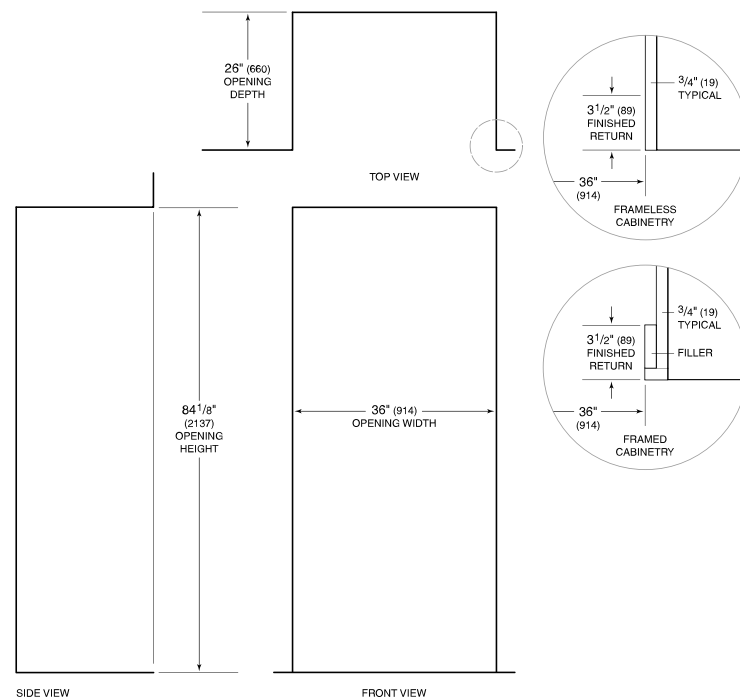 26" (660)
OPENING
DEPTH
TOP VIEW
3/4" (19)
TYPICAL
3 1/2" (89)
FINISHED
RETURN
36"
(914)
FRAMELESS
CABINETRY
3/4" (19)
TYPICAL
3 1/2" (89)
FINISHED
RETURN
FILLER
36"
(914)
FRAMED
CABINETRY
84 1/8"
(2137)
OPENING
HEIGHT
36" (914)
OPENING WIDTH
SIDE VIEW
FRONT VIEW